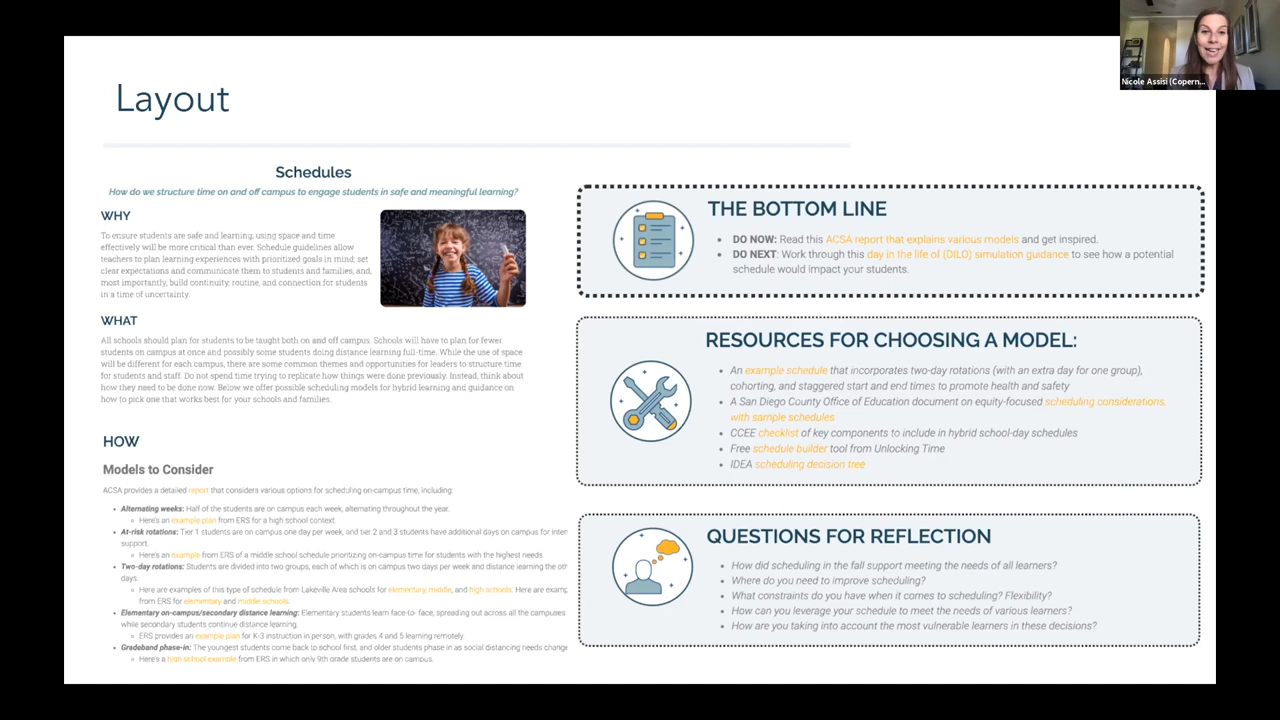 Layout
Schedules
How do we structure time on and off campus to engage students in safe and meaningful learning?
WHY
To ensure students are safe and learning, using space and time
effectively will be more critical than ever. Schedule guidelines allow
teachers to plan learning experiences with prioritized goals in mind; set
clear expectations and communicate them to students and families, and,
most importantly, build continuity, routine, and connection for students
in a time of uncertainty.
WHAT
All schools should plan for students to be taught both on and off campus. Schools will have to plan for fewer
students on campus at once and possibly some students doing distance learning full-time. While the use of space
will be different for each campus, there are some common themes and opportunities for leaders to structure time
for students and staff. Do not spend time trying to replicate how things were done previously. Instead, think about
how they need to be done now. Below we offer possible scheduling models for hybrid learning and guidance on
how to pick one that works best for your schools and families.
HOW
Models to Consider
ACSA provides a detailed report that considers various options for scheduling on-campus time, including:
• Alternating weeks: Half of the students are on campus each week, alternating throughout the year.
◦ Here's an example plan from ERS for a high school context.
• At-risk rotations: Tier 1 students are on campus one day per week, and tier 2 and 3 students have additional days on campus for inten
support.
◦ Here's an example from ERS of a middle school schedule prioritizing on-campus time for students with the highest needs.
• Two-day rotations: Students are divided into two groups, each of which is on campus two days per week and distance learning the oth
days.
◦ Here are examples of this type of schedule from Lakeville Area schools for elementary, middle, and high schools. Here are examp
from ERS for elementary and middle schools.
• Elementary on-campus/secondary distance learning: Elementary students learn face-to- face, spreading out across all the campuses
while secondary students continue distance learning.
◦ ERS provides an example plan for K-3 instruction in person, with grades 4 and 5 learning remotely.
• Gradeband phase-in: The youngest students come back to school first, and older students phase in as social distancing needs change
◦ Here's a high school example from ERS in which only 9th grade students are on campus.
THE BOTTOM LINE
• DO NOW: Read this ACSA report that explains various models and get inspired.
• DO NEXT: Work through this day in the life of (DILO) simulation guidance to see how a potential
schedule would impact your students.
RESOURCES FOR CHOOSING A MODEL:
• An example schedule that incorporates two-day rotations (with an extra day for one group),
cohorting, and staggered start and end times to promote health and safety
• A San Diego County Office of Education document on equity-focused scheduling considerations,
with sample schedules
• CCEE checklist of key components to include in hybrid school-day schedules
• Free schedule builder tool from Unlocking Time
• IDEA scheduling decision tree
QUESTIONS FOR REFLECTION
• How did scheduling in the fall support meeting the needs of all learners?
• Where do you need to improve scheduling?
• What constraints do you have when it comes to scheduling? Flexibility?
• How can you leverage your schedule to meet the needs of various learners?
• How are you taking into account the most vulnerable learners in these decisions?
Nicole Assisi (Copern...